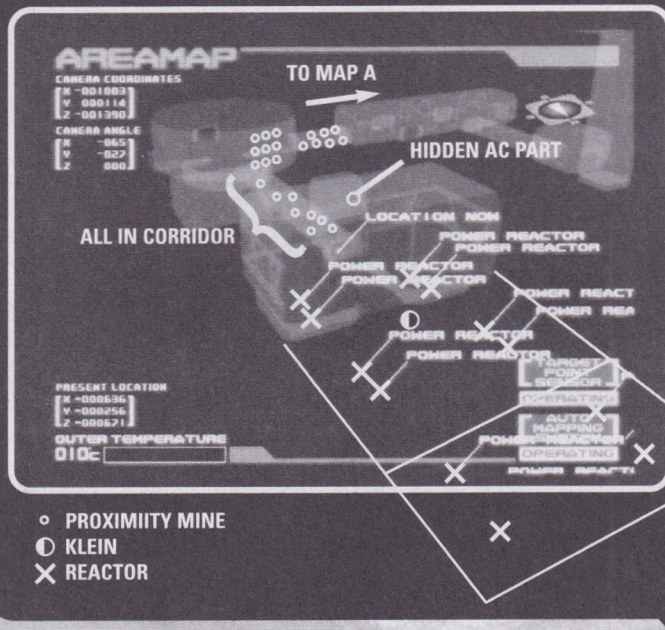 AREAMAP
CAMERA COORDINATES
X -001003
Y 000114
Z -001390
CAMERA ANGLE
X -065
Y -027
Z 000
TO MAP A
HIDDEN AC PART
ALL IN CORRIDOR
LOCATION NOW
POWER REACTOR
POWER REACTOR
POWER REACTOR
POWER REACTOR
POWER REACT
POWER REA
POWER REACTOR
POWER REACTOR
TARGET
POINT
SENSOR
OPERATING
PRESENT LOCATION
X -000636
Y -000256
Z -000671
AUTO
MAPPING
OPERATING
OUTER TEMPERATURE
010c
POWER REACTOR
POWER REACTI
PROXIMIITY MINE
KLEIN
REACTOR